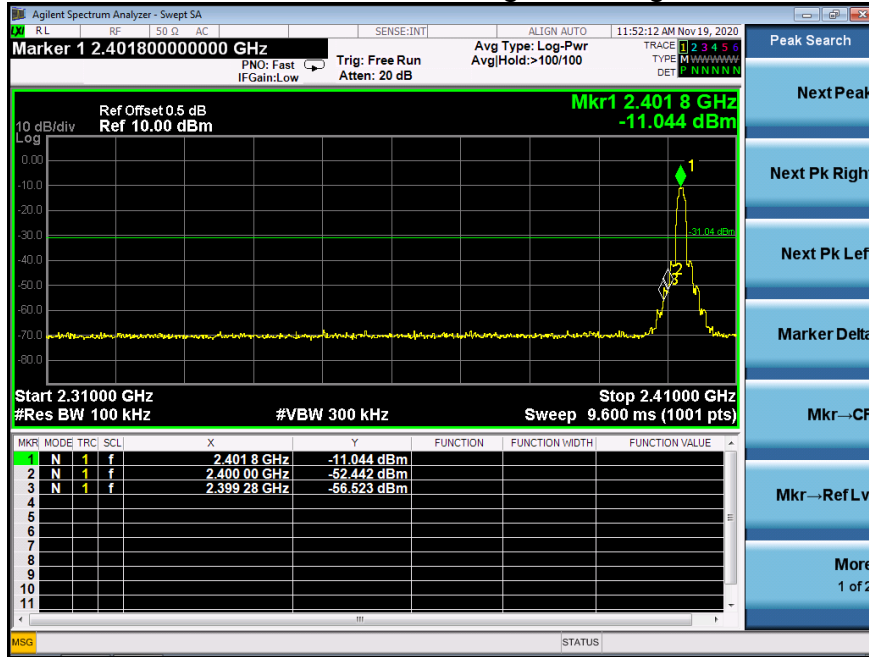 Agilent Spectrum Analyzer - Swept SA
RL RF 50 Ω AC SENSE:INT ALIGN AUTO 11:52:12 AM Nov 19, 2020
Marker 1 2.401800000000 GHz
PNO: Fast
IFGain:Low
Trig: Free Run
Atten: 20 dB
Avg Type: Log-Pwr
Avg|Hold:>100/100
TRACE 1 2 3 4 5 6
TYPE M WWWWW
DET P N N N N N
Ref Offset 0.5 dB
10 dB/div Ref 10.00 dBm
Log
Mkr1 2.401 8 GHz
-11.044 dBm
0.00
-10.0
-20.0
-30.0
-40.0
-50.0
-60.0
-70.0
-80.0
1
-31.04 dBm
2
3
Start 2.31000 GHz Stop 2.41000 GHz
#Res BW 100 kHz #VBW 300 kHz Sweep 9.600 ms (1001 pts)
MKR MODE TRC SCL X Y FUNCTION FUNCTION WIDTH FUNCTION VALUE
1 N 1 f 2.401 8 GHz -11.044 dBm
2 N 1 f 2.400 00 GHz -52.442 dBm
3 N 1 f 2.399 28 GHz -56.523 dBm
4
5
6
7
8
9
10
11
MSG STATUS
Peak Search
Next Peak
Next Pk Righ
Next Pk Lef
Marker Delta
Mkr→CF
Mkr→Ref Lv
More
1 of 2